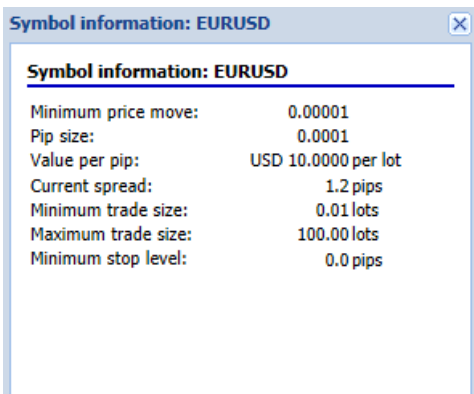 Symbol information: EURUSD
Symbol information: EURUSD
Minimum price move: 0.00001
Pip size: 0.0001
Value per pip: USD 10.0000 per lot
Current spread: 1.2 pips
Minimum trade size: 0.01 lots
Maximum trade size: 100.00 lots
Minimum stop level: 0.0 pips